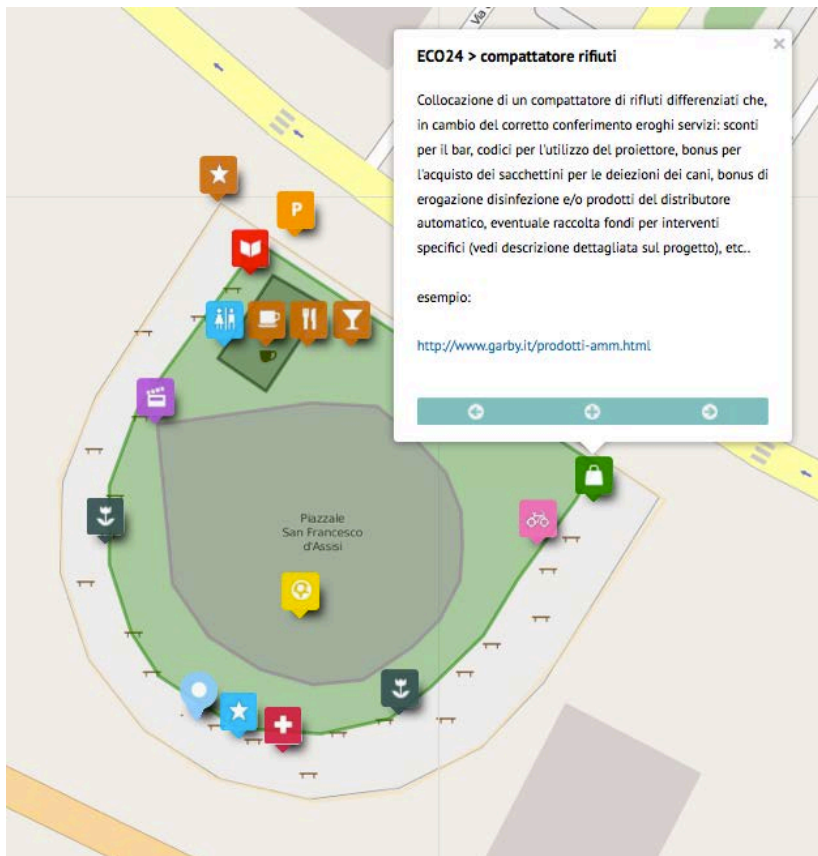 Via
ECO24 > compattatore rifiuti
Collocazione di un compattatore di rifiuti differenziati che,
in cambio del corretto conferimento eroghi servizi: sconti
per il bar, codici per l'utilizzo del proiettore, bonus per
l'acquisto dei sacchettini per le deiezioni dei cani, bonus di
erogazione disinfezione e/o prodotti del distributore
automatico, eventuale raccolta fondi per interventi
specifici (vedi descrizione dettagliata sul progetto), etc..
esempio:
http://www.garby.it/prodotti-amm.html
P
Piazzale
San Francesco
d'Assisi